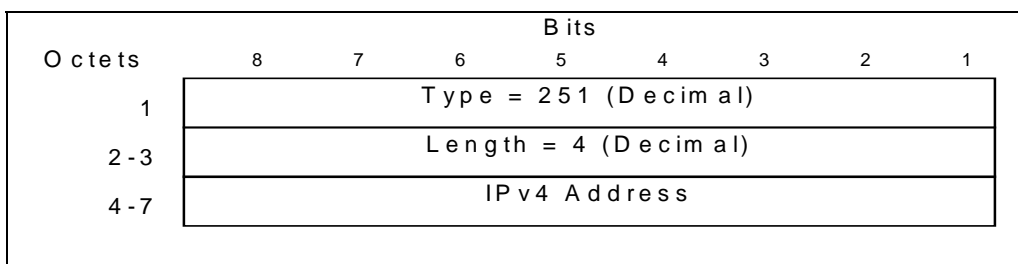 Bits
Octets 8 7 6 5 4 3 2 1
1 Type = 251 (Decimal)
2-3 Length = 4 (Decimal)
4-7 IPv4 Address